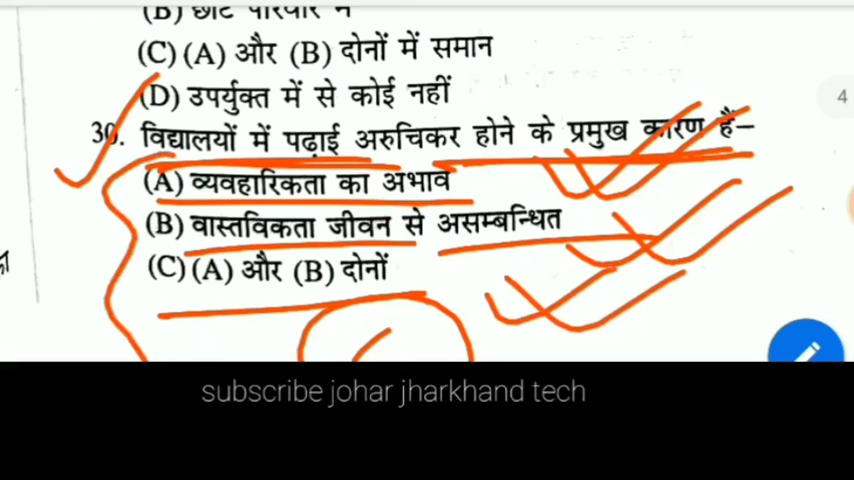 (B) छोटे परिवार में
(C) (A) और (B) दोनों में समान
(D) उपर्युक्त में से कोई नहीं
4
30. विद्यालयों में पढ़ाई अरुचिकर होने के प्रमुख कारण हैं–
(A) व्यवहारिकता का अभाव
(B) वास्तविकता जीवन से असम्बन्धित
(C) (A) और (B) दोनों
subscribe johar jharkhand tech